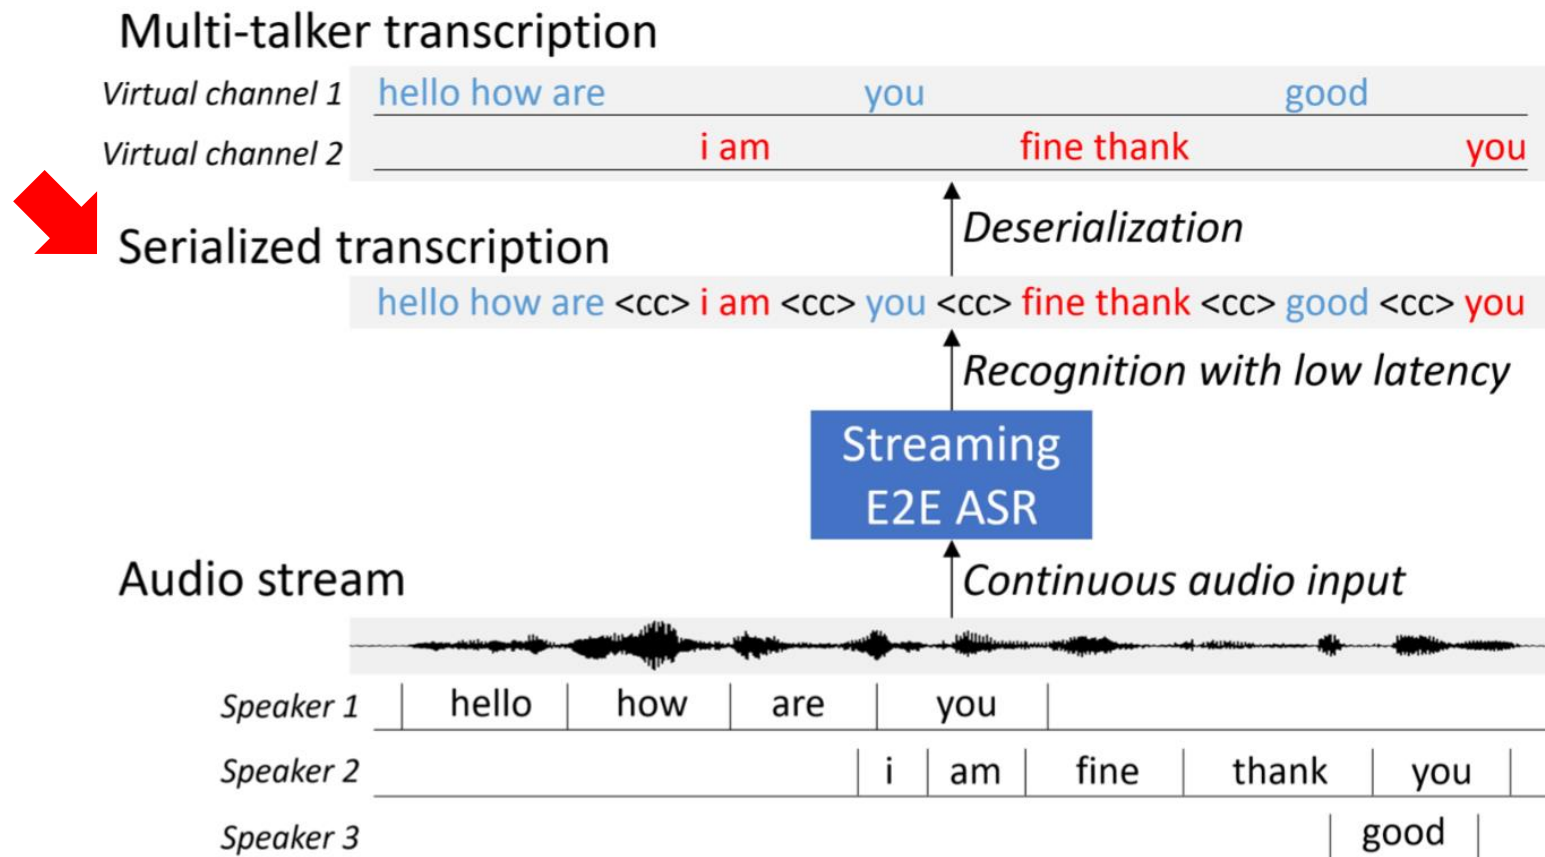 Multi-talker transcription
Virtual channel 1 hello how are you good
Virtual channel 2 i am fine thank you
Deserialization
Serialized transcription
hello how are <cc> i am <cc> you <cc> fine thank <cc> good <cc> you
Recognition with low latency
Streaming
E2E ASR
Audio stream
Continuous audio input
Speaker 1 hello how are you
Speaker 2 i am fine thank you
Speaker 3 good